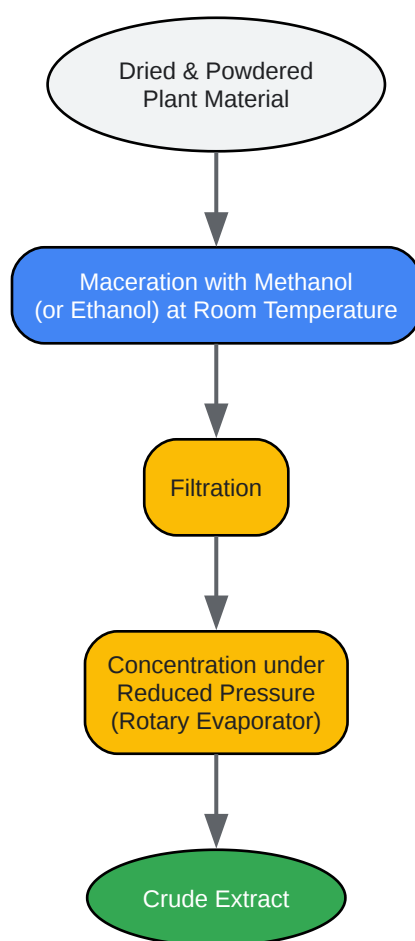 Dried & Powdered
Plant Material
Maceration with Methanol
(or Ethanol) at Room Temperature
Filtration
Concentration under
Reduced Pressure
(Rotary Evaporator)
Crude Extract